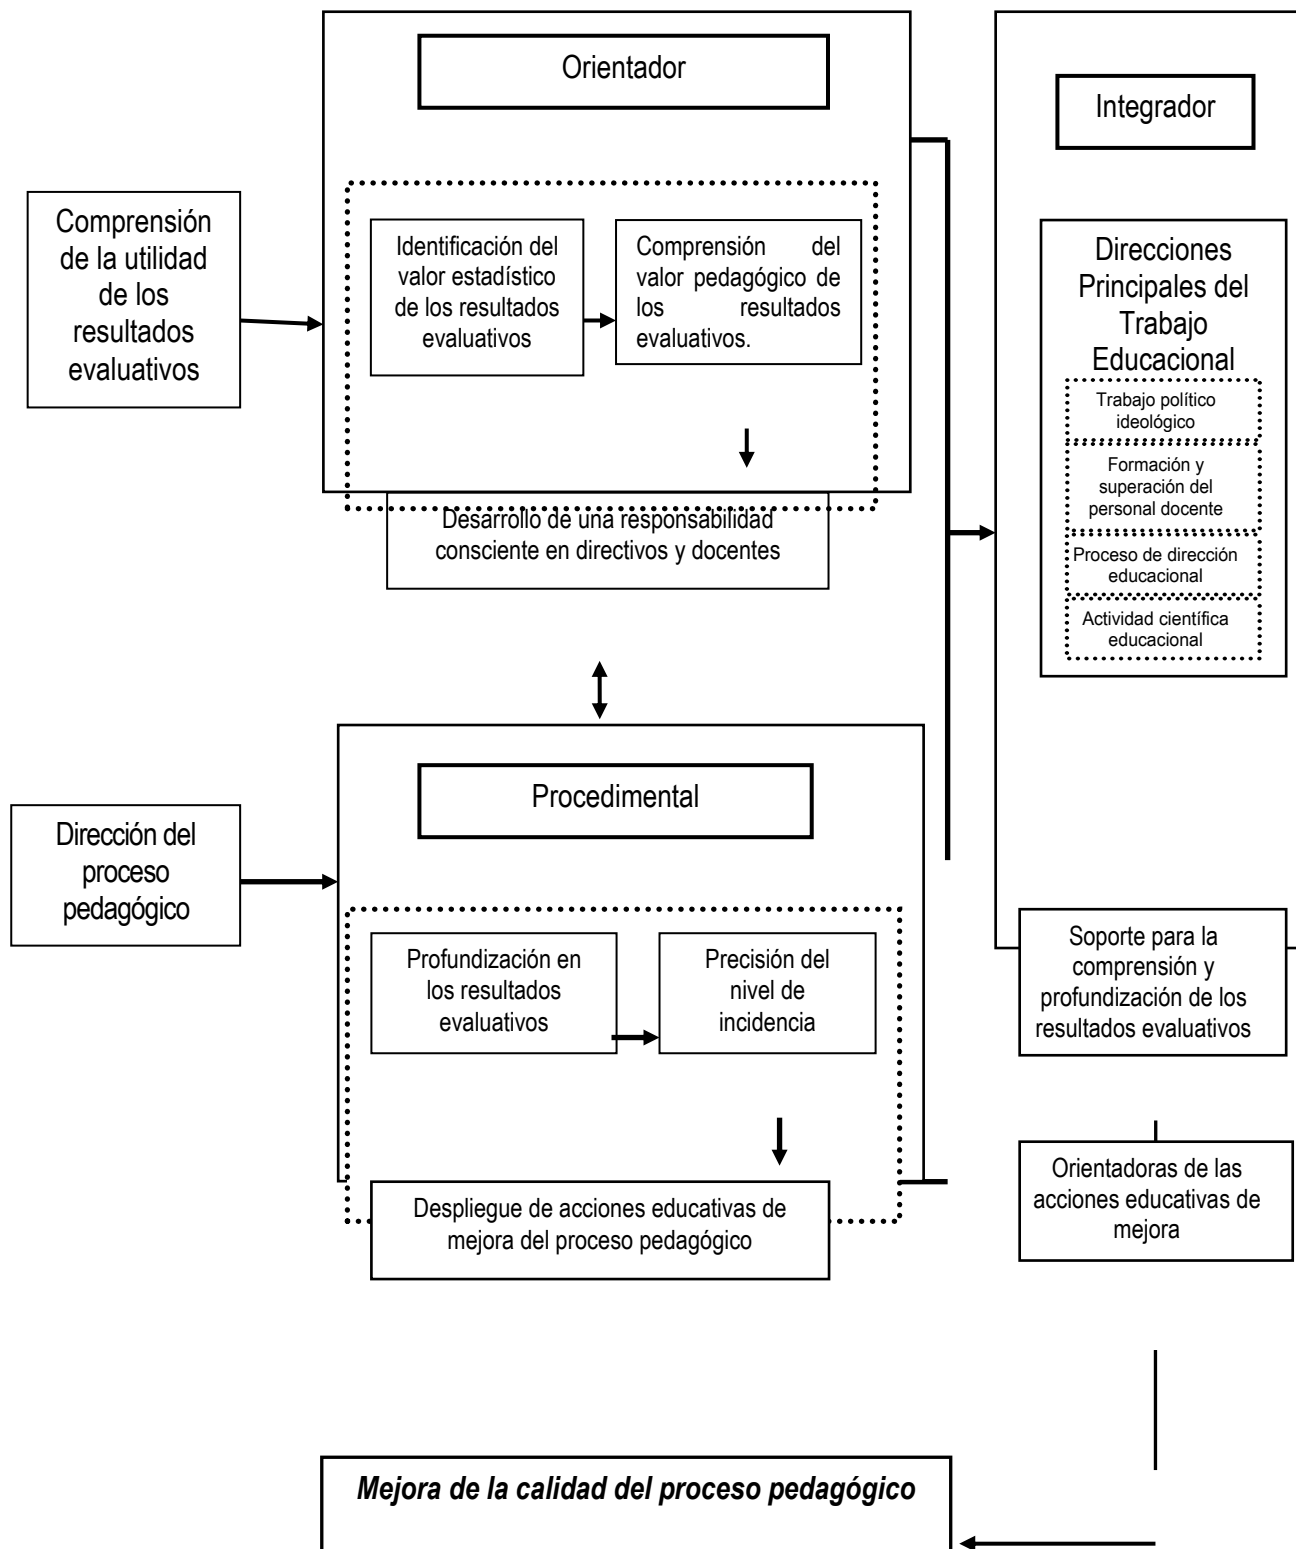 Orientador
Integrador
Comprensión
de la utilidad
de los
resultados
evaluativos
Identificación del
valor estadístico
de los resultados
evaluativos
Comprensión del
valor pedagógico de
los resultados
evaluativos.
Desarrollo de una responsabilidad
consciente en directivos y docentes
Direcciones
Principales del
Trabajo
Educacional
Trabajo político
ideológico
Formación y
superación del
personal docente
Proceso de dirección
educacional
Actividad científica
educacional
Procedimental
Dirección del
proceso
pedagógico
Profundización en
los resultados
evaluativos
Precisión del
nivel de
incidencia
Despliegue de acciones educativas de
mejora del proceso pedagógico
Soporte para la
comprensión y
profundización de los
resultados evaluativos
Orientadoras de las
acciones educativas de
mejora
Mejora de la calidad del proceso pedagógico